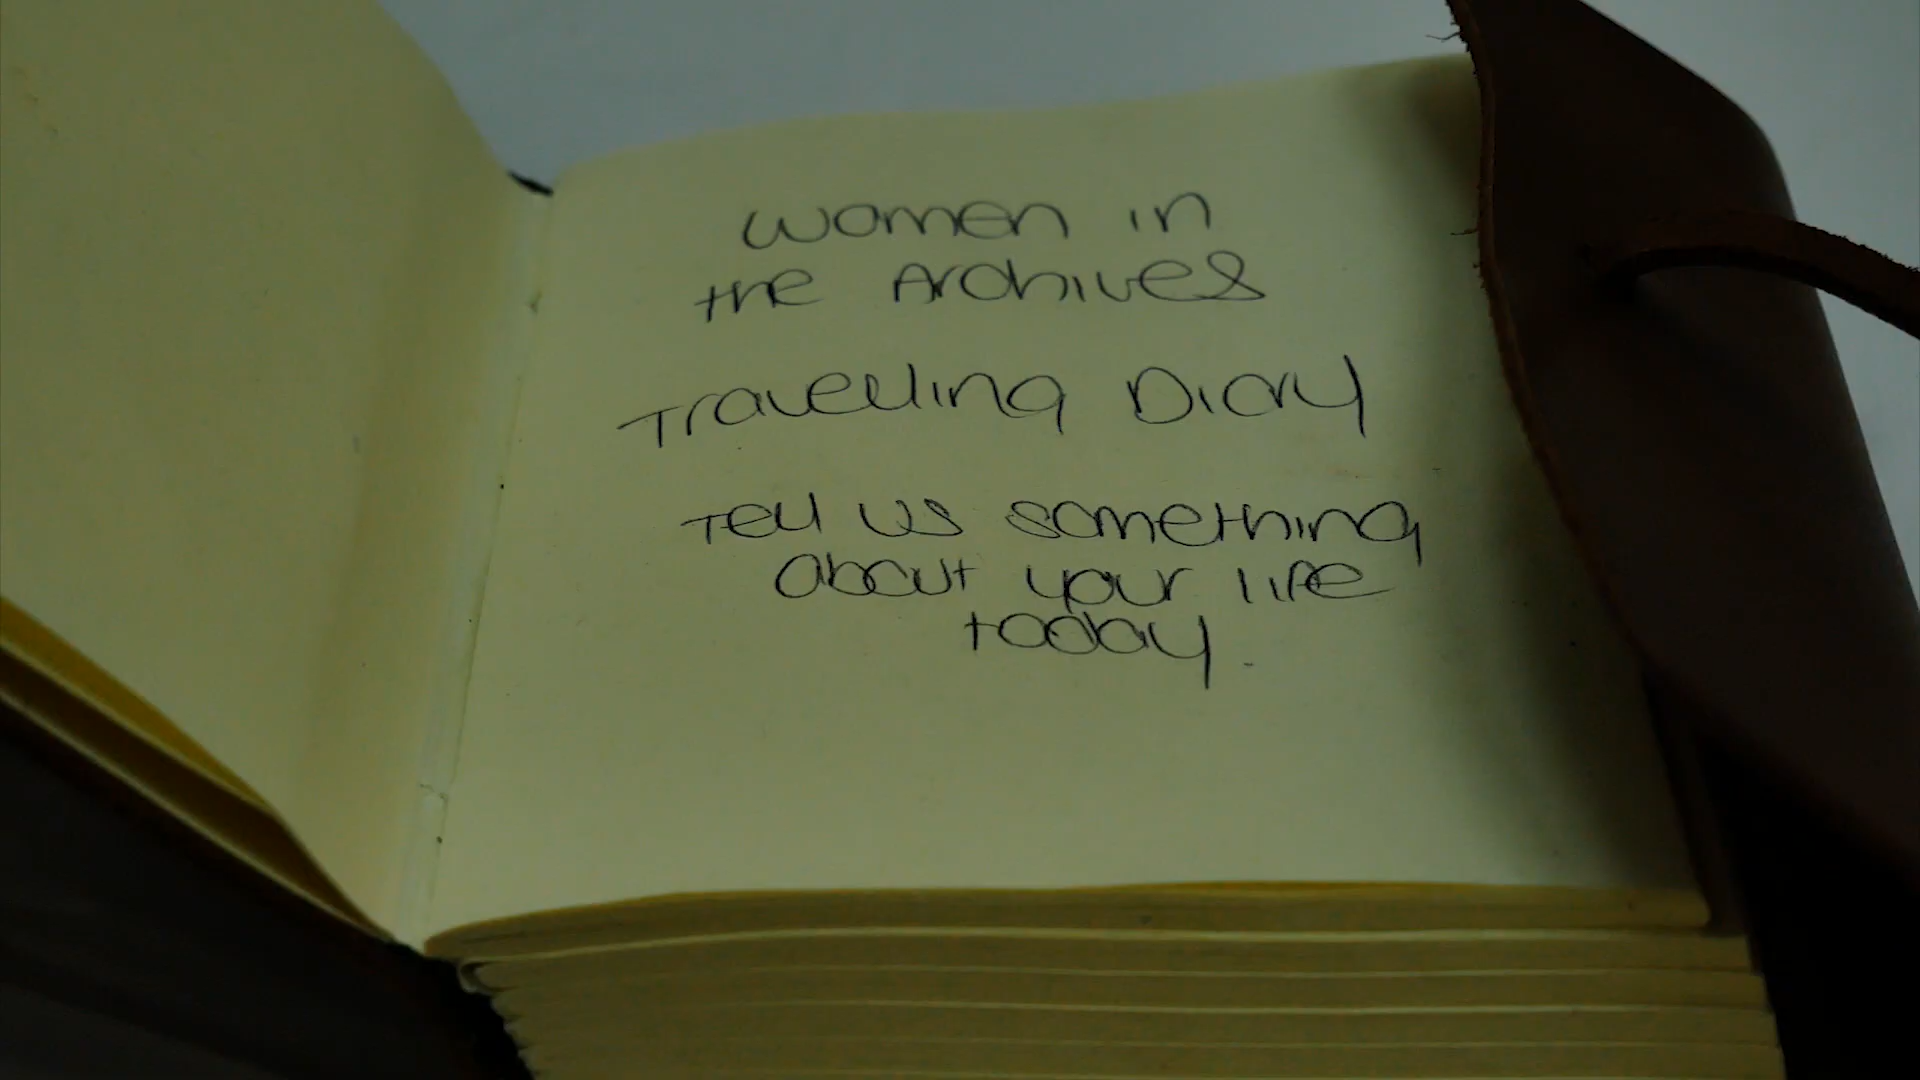 women in
the Archives
Travelling Diary
Tell us something
about your life
today.